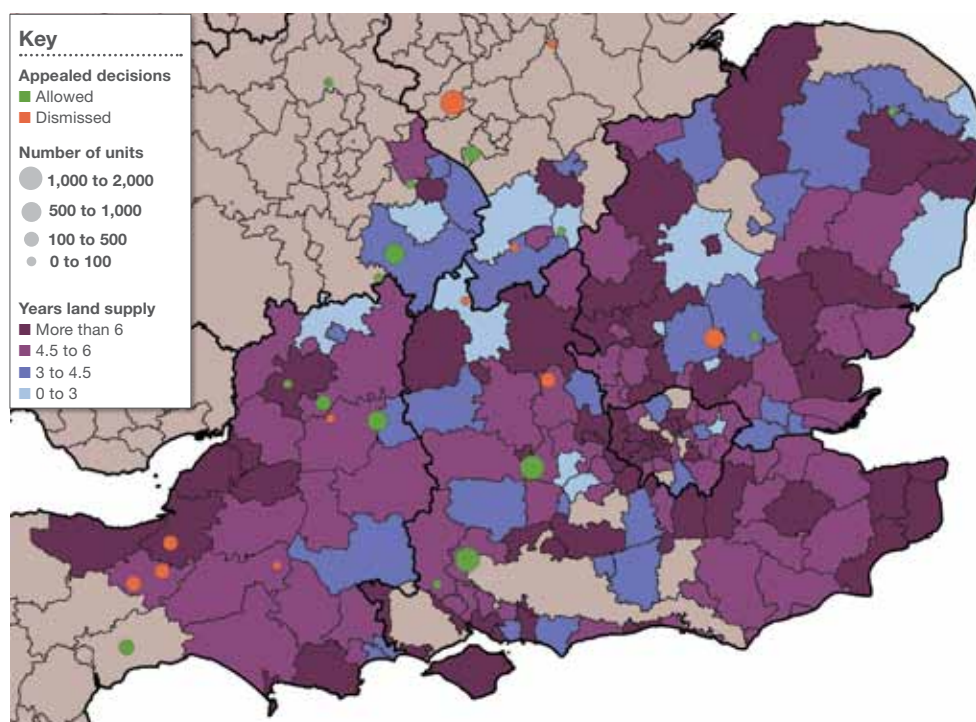 Key
Appealed decisions
Allowed
Dismissed
Number of units
1,000 to 2,000
500 to 1,000
100 to 500
0 to 100
Years land supply
More than 6
4.5 to 6
3 to 4.5
0 to 3